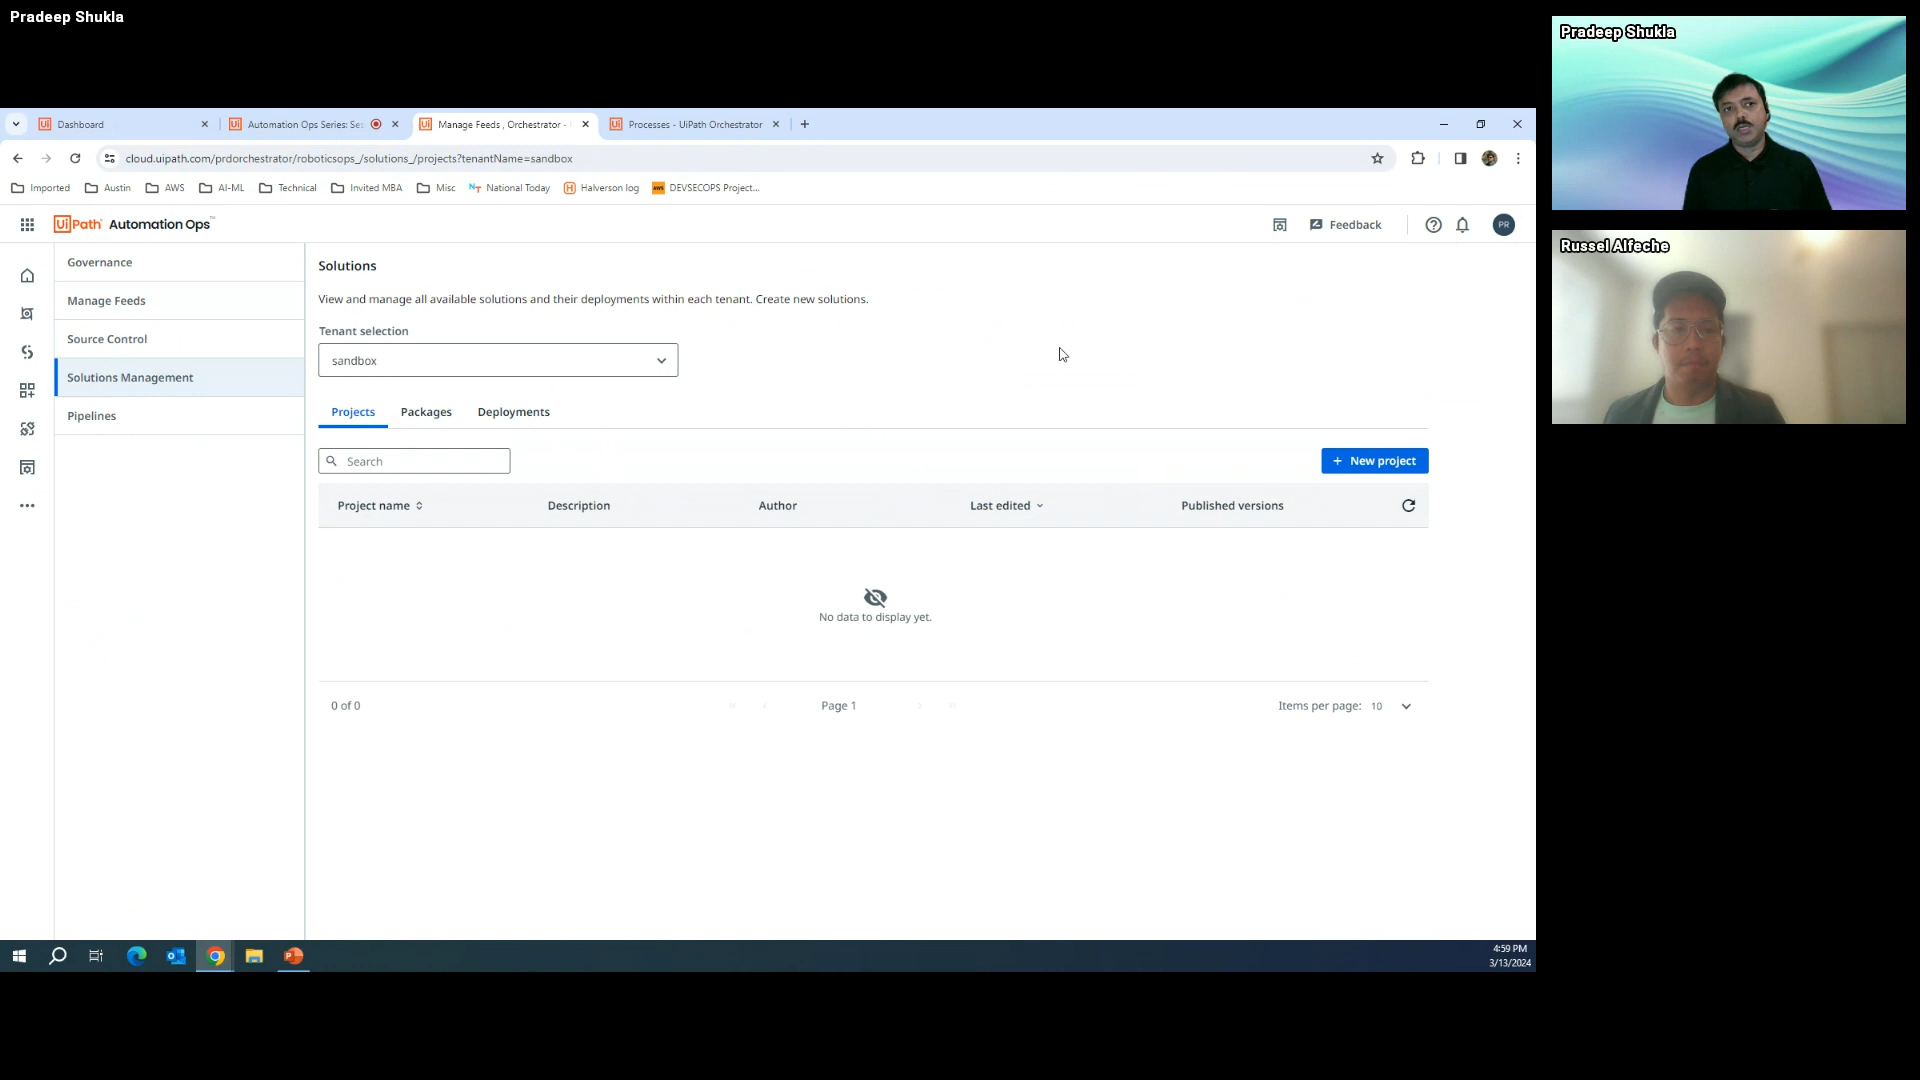 Pradeep Shukla
Pradeep Shukla
Russel Alfeche
Dashboard
Automation Ops Series: Se
Manage Feeds , Orchestrator -
Processes - UiPath Orchestrator
cloud.uipath.com/prdorchestrator/roboticsops_/solutions_/projects?tenantName=sandbox
Imported Austin AWS AI-ML Technical Invited MBA Misc National Today Halverson log DEVSECOPS Project...
UiPath Automation Ops™
Feedback
PR
Governance
Manage Feeds
Source Control
Solutions Management
Pipelines
Solutions
View and manage all available solutions and their deployments within each tenant. Create new solutions.
Tenant selection
sandbox
Projects Packages Deployments
Search
+ New project
Project name Description Author Last edited Published versions
No data to display yet.
0 of 0 Page 1 Items per page: 10
4:59 PM
3/13/2024